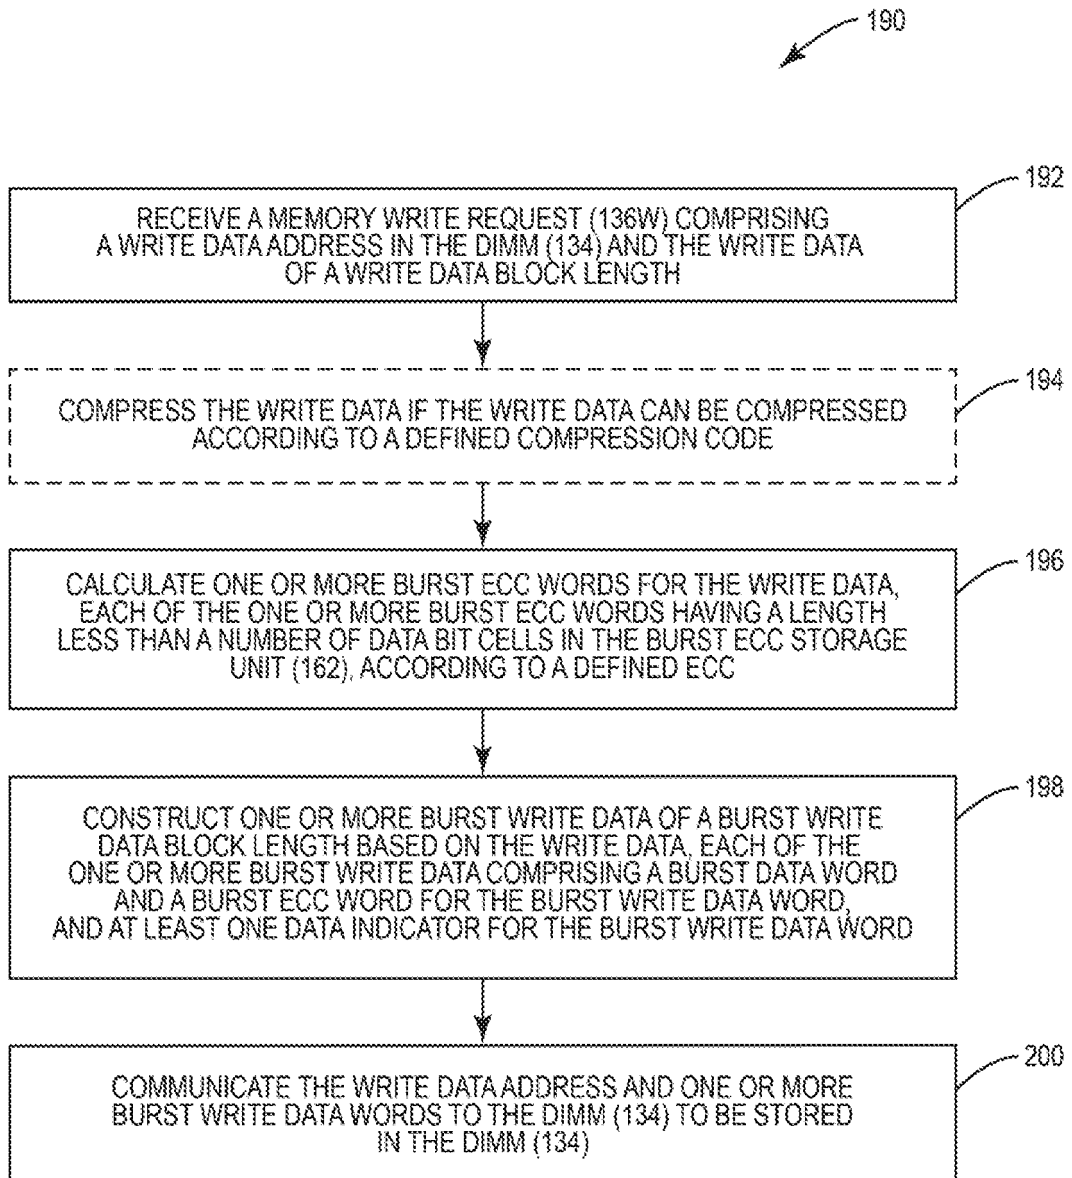 190
192
RECEIVE A MEMORY WRITE REQUEST (136W) COMPRISING
A WRITE DATA ADDRESS IN THE DIMM (134) AND THE WRITE DATA
OF A WRITE DATA BLOCK LENGTH
194
COMPRESS THE WRITE DATA IF THE WRITE DATA CAN BE COMPRESSED
ACCORDING TO A DEFINED COMPRESSION CODE
196
CALCULATE ONE OR MORE BURST ECC WORDS FOR THE WRITE DATA,
EACH OF THE ONE OR MORE BURST ECC WORDS HAVING A LENGTH
LESS THAN A NUMBER OF DATA BIT CELLS IN THE BURST ECC STORAGE
UNIT (162), ACCORDING TO A DEFINED ECC
198
CONSTRUCT ONE OR MORE BURST WRITE DATA OF A BURST WRITE
DATA BLOCK LENGTH BASED ON THE WRITE DATA, EACH OF THE
ONE OR MORE BURST WRITE DATA COMPRISING A BURST DATA WORD
AND A BURST ECC WORD FOR THE BURST WRITE DATA WORD,
AND AT LEAST ONE DATA INDICATOR FOR THE BURST WRITE DATA WORD
200
COMMUNICATE THE WRITE DATA ADDRESS AND ONE OR MORE
BURST WRITE DATA WORDS TO THE DIMM (134) TO BE STORED
IN THE DIMM (134)